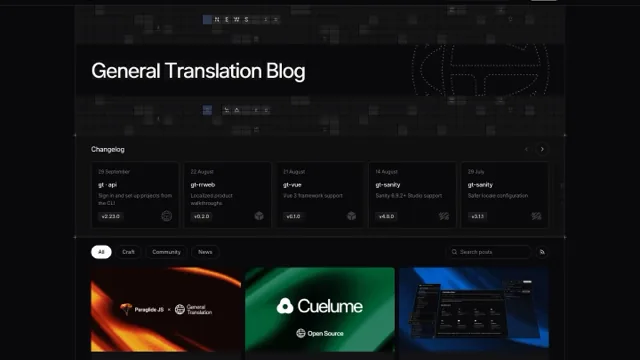 NEWS
General Translation Blog
Changelog
29 September
gt · api
Sign in and set up projects from the CLI
v2.23.0
22 August
gt-rrweb
Localized product walkthroughs
v0.2.0
21 August
gt-vue
Vue 3 framework support
v0.1.0
14 August
gt-sanity
Sanity 6.9.2+ Studio support
v4.0.0
29 July
gt-sanity
Safer locale configuration
v3.1.1
All
Craft
Community
News
Search posts
Paraglide JS × General Translation
Cuelume
Open Source